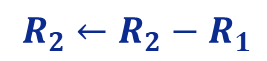 R₂ ← R₂ − R₁